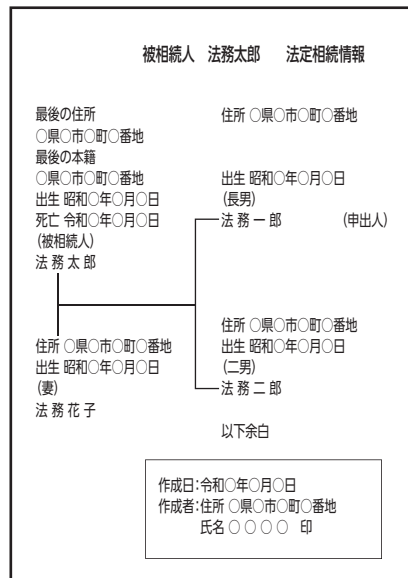 被相続人 法務太郎 法定相続情報
最後の住所
○県○市○町○番地
最後の本籍
○県○市○町○番地
出生 昭和○年○月○日
死亡 令和○年○月○日
(被相続人)
法 務 太 郎
住所 ○県○市○町○番地
出生 昭和○年○月○日
(妻)
法 務 花 子
住所 ○県○市○町○番地
出生 昭和○年○月○日
(長男)
法 務 一 郎 (申出人)
住所 ○県○市○町○番地
出生 昭和○年○月○日
(二男)
法 務 二 郎
以下余白
作成日:令和○年○月○日
作成者:住所 ○県○市○町○番地
氏名 ○ ○ ○ ○ 印